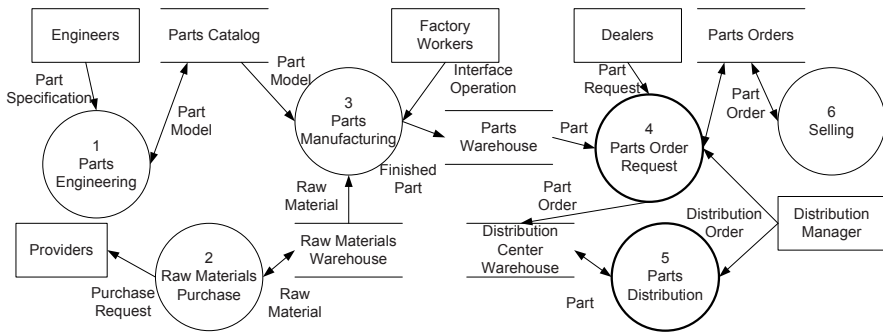 Engineers
Parts Catalog
Factory
Workers
Dealers
Parts Orders
Part
Specification
Part
Model
Part
Model
Interface
Operation
Part
Request
Part
Order
1
Parts
Engineering
3
Parts
Manufacturing
Parts
Warehouse
Part
4
Parts Order
Request
6
Selling
Finished
Part
Raw
Material
Part
Order
Distribution
Order
Distribution
Manager
Providers
2
Raw Materials
Purchase
Raw Materials
Warehouse
Distribution
Center
Warehouse
5
Parts
Distribution
Purchase
Request
Raw
Material
Part